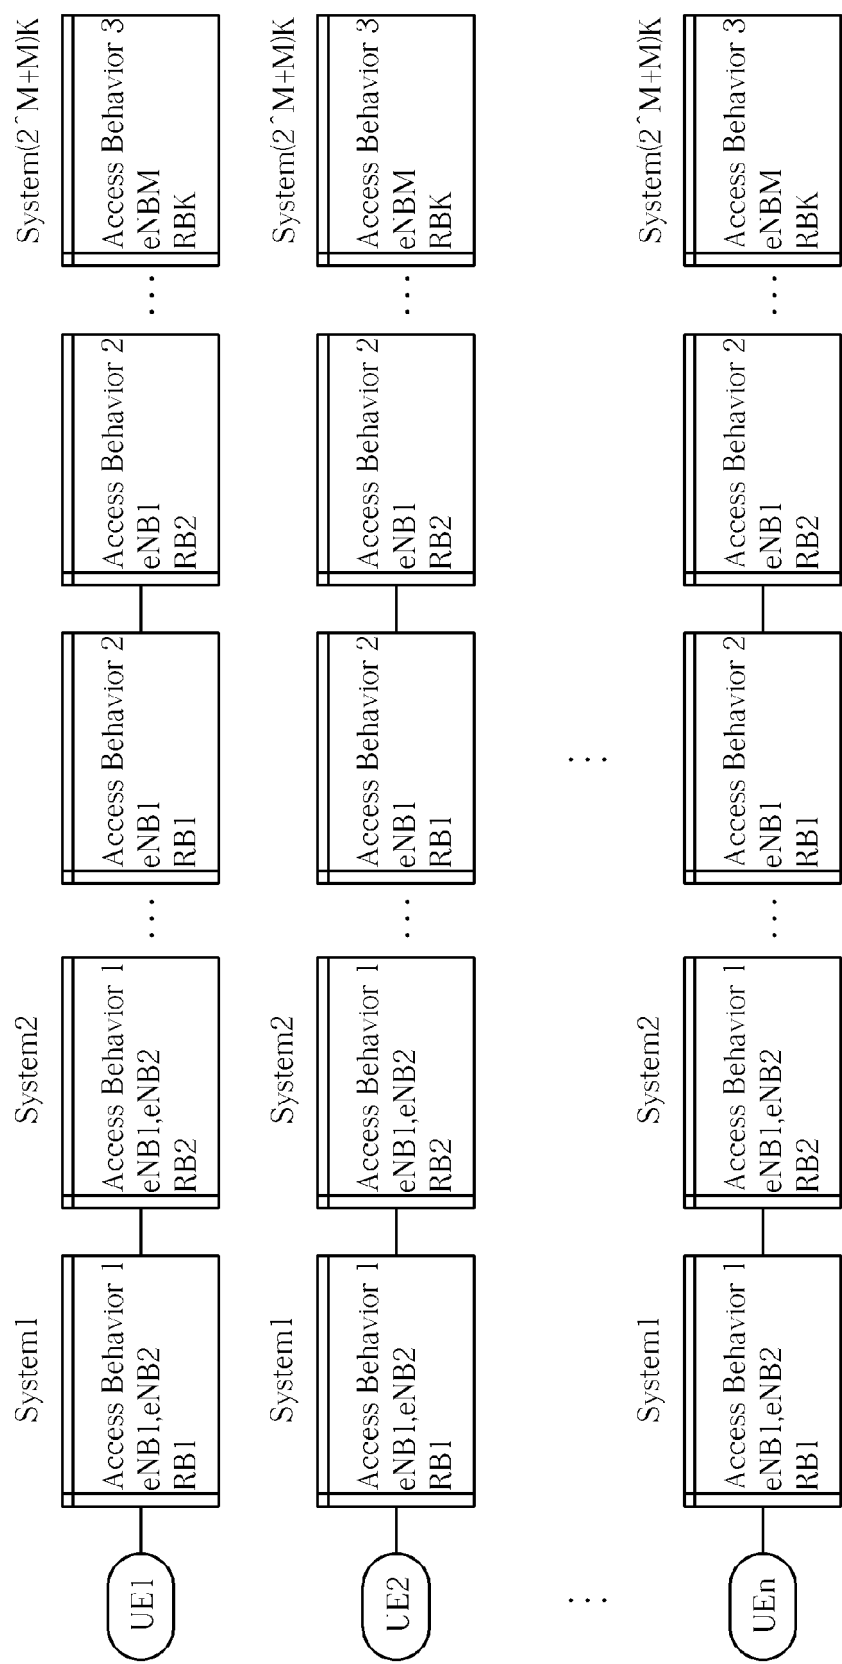 System1
System2
System(2^M+M)K
UE1
Access Behavior 1
eNB1,eNB2
RB1
Access Behavior 1
eNB1,eNB2
RB2
...
Access Behavior 2
eNB1
RB1
Access Behavior 2
eNB1
RB2
...
Access Behavior 3
eNBM
RBK
System1
System2
System(2^M+M)K
UE2
Access Behavior 1
eNB1,eNB2
RB1
Access Behavior 1
eNB1,eNB2
RB2
...
Access Behavior 2
eNB1
RB1
Access Behavior 2
eNB1
RB2
...
Access Behavior 3
eNBM
RBK
...
...
System1
System2
System(2^M+M)K
UEn
Access Behavior 1
eNB1,eNB2
RB1
Access Behavior 1
eNB1,eNB2
RB2
...
Access Behavior 2
eNB1
RB1
Access Behavior 2
eNB1
RB2
...
Access Behavior 3
eNBM
RBK